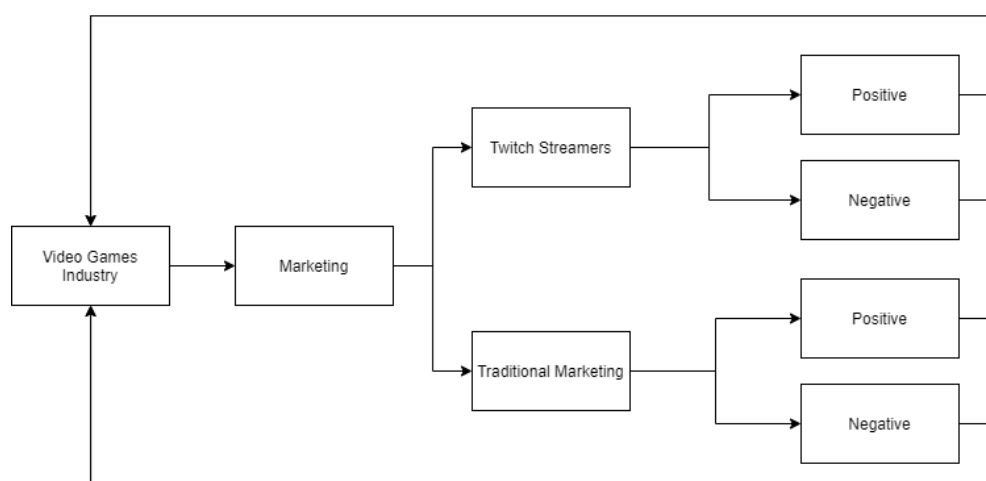 Positive
Twitch Streamers
Negative
Video Games
Industry
Marketing
Positive
Traditional Marketing
Negative